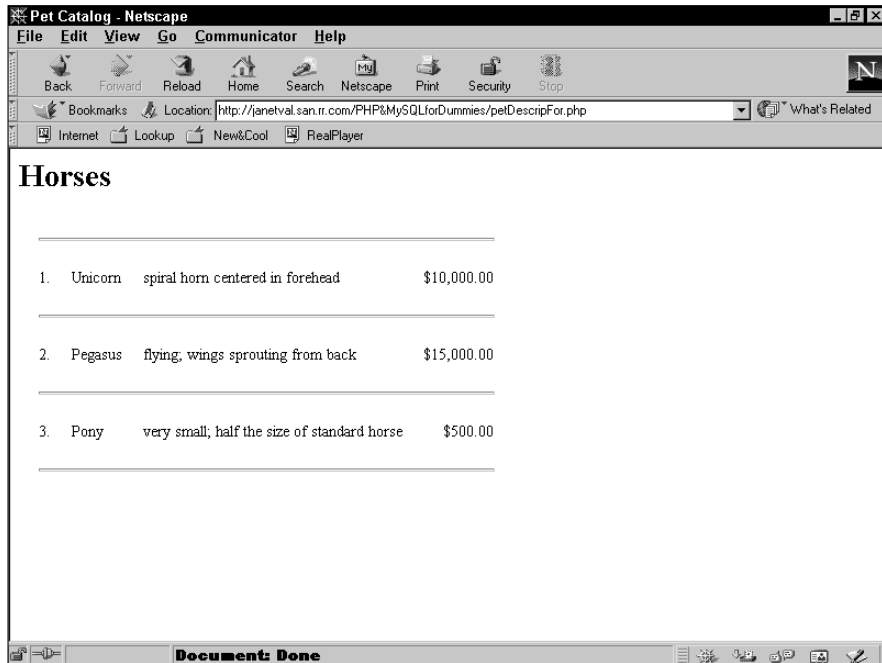 Pet Catalog - Netscape
File Edit View Go Communicator Help
My
N
Back Forward Reload Home Search Netscape Print Security Stop
Bookmarks Location: http://janetval.san.rr.com/PHP&MySQLforDummies/petDescripFor.php What's Related
Internet Lookup New&Cool RealPlayer
Horses
1. Unicorn spiral horn centered in forehead $10,000.00
2. Pegasus flying; wings sprouting from back $15,000.00
3. Pony very small; half the size of standard horse $500.00
Document: Done